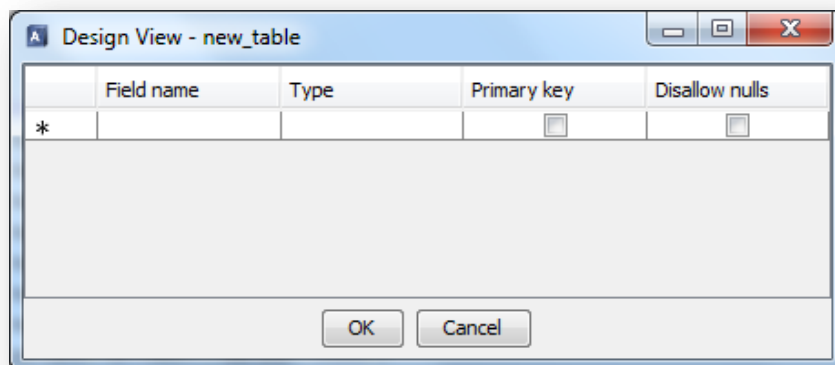 Design View - new_table
Field name Type Primary key Disallow nulls
*
OK Cancel